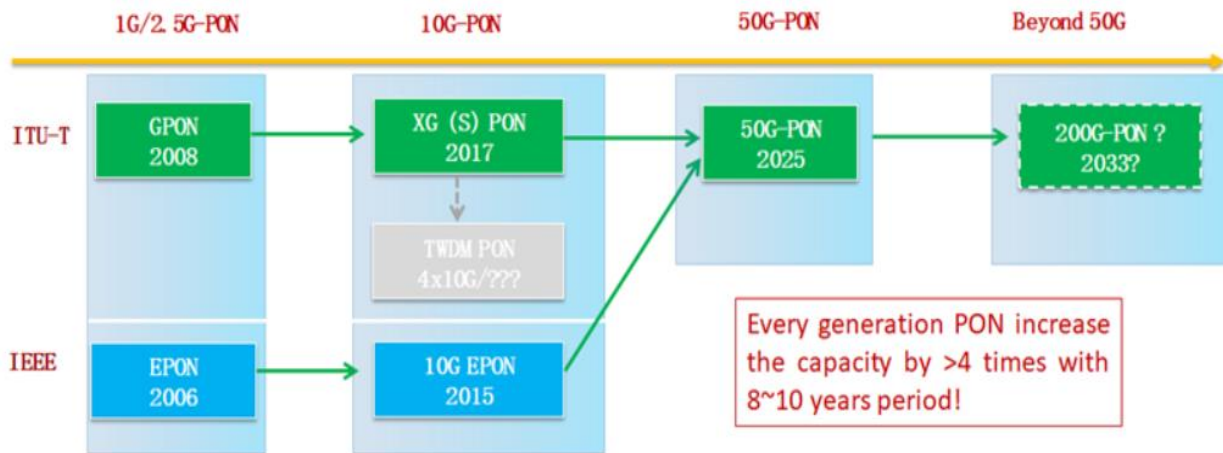 1G/2.5G-PON
10G-PON
50G-PON
Beyond 50G
ITU-T
GPON
2008
XG (S) PON
2017
50G-PON
2025
200G-PON ?
2033?
TWDM PON
4x10G/???
IEEE
EPON
2006
10G EPON
2015
Every generation PON increase
the capacity by >4 times with
8~10 years period!